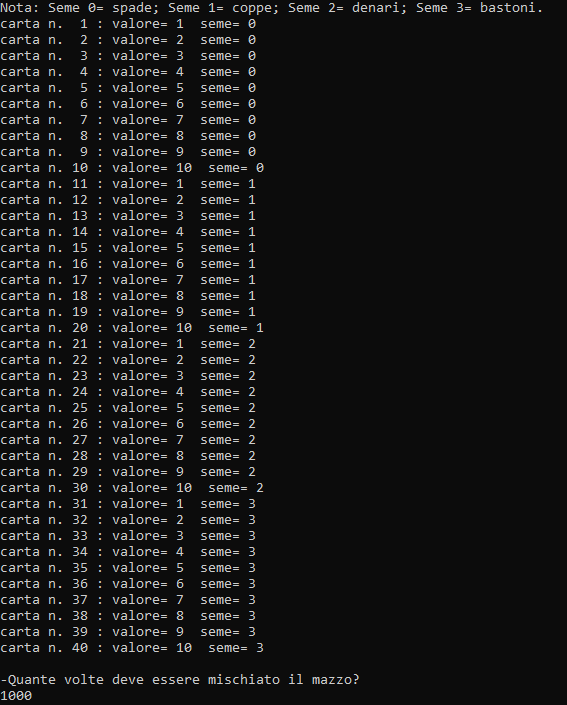 Nota: Seme 0= spade; Seme 1= coppe; Seme 2= denari; Seme 3= bastoni.
carta n.  1 : valore= 1  seme= 0
carta n.  2 : valore= 2  seme= 0
carta n.  3 : valore= 3  seme= 0
carta n.  4 : valore= 4  seme= 0
carta n.  5 : valore= 5  seme= 0
carta n.  6 : valore= 6  seme= 0
carta n.  7 : valore= 7  seme= 0
carta n.  8 : valore= 8  seme= 0
carta n.  9 : valore= 9  seme= 0
carta n. 10 : valore= 10  seme= 0
carta n. 11 : valore= 1  seme= 1
carta n. 12 : valore= 2  seme= 1
carta n. 13 : valore= 3  seme= 1
carta n. 14 : valore= 4  seme= 1
carta n. 15 : valore= 5  seme= 1
carta n. 16 : valore= 6  seme= 1
carta n. 17 : valore= 7  seme= 1
carta n. 18 : valore= 8  seme= 1
carta n. 19 : valore= 9  seme= 1
carta n. 20 : valore= 10  seme= 1
carta n. 21 : valore= 1  seme= 2
carta n. 22 : valore= 2  seme= 2
carta n. 23 : valore= 3  seme= 2
carta n. 24 : valore= 4  seme= 2
carta n. 25 : valore= 5  seme= 2
carta n. 26 : valore= 6  seme= 2
carta n. 27 : valore= 7  seme= 2
carta n. 28 : valore= 8  seme= 2
carta n. 29 : valore= 9  seme= 2
carta n. 30 : valore= 10  seme= 2
carta n. 31 : valore= 1  seme= 3
carta n. 32 : valore= 2  seme= 3
carta n. 33 : valore= 3  seme= 3
carta n. 34 : valore= 4  seme= 3
carta n. 35 : valore= 5  seme= 3
carta n. 36 : valore= 6  seme= 3
carta n. 37 : valore= 7  seme= 3
carta n. 38 : valore= 8  seme= 3
carta n. 39 : valore= 9  seme= 3
carta n. 40 : valore= 10  seme= 3
-Quante volte deve essere mischiato il mazzo?
1000